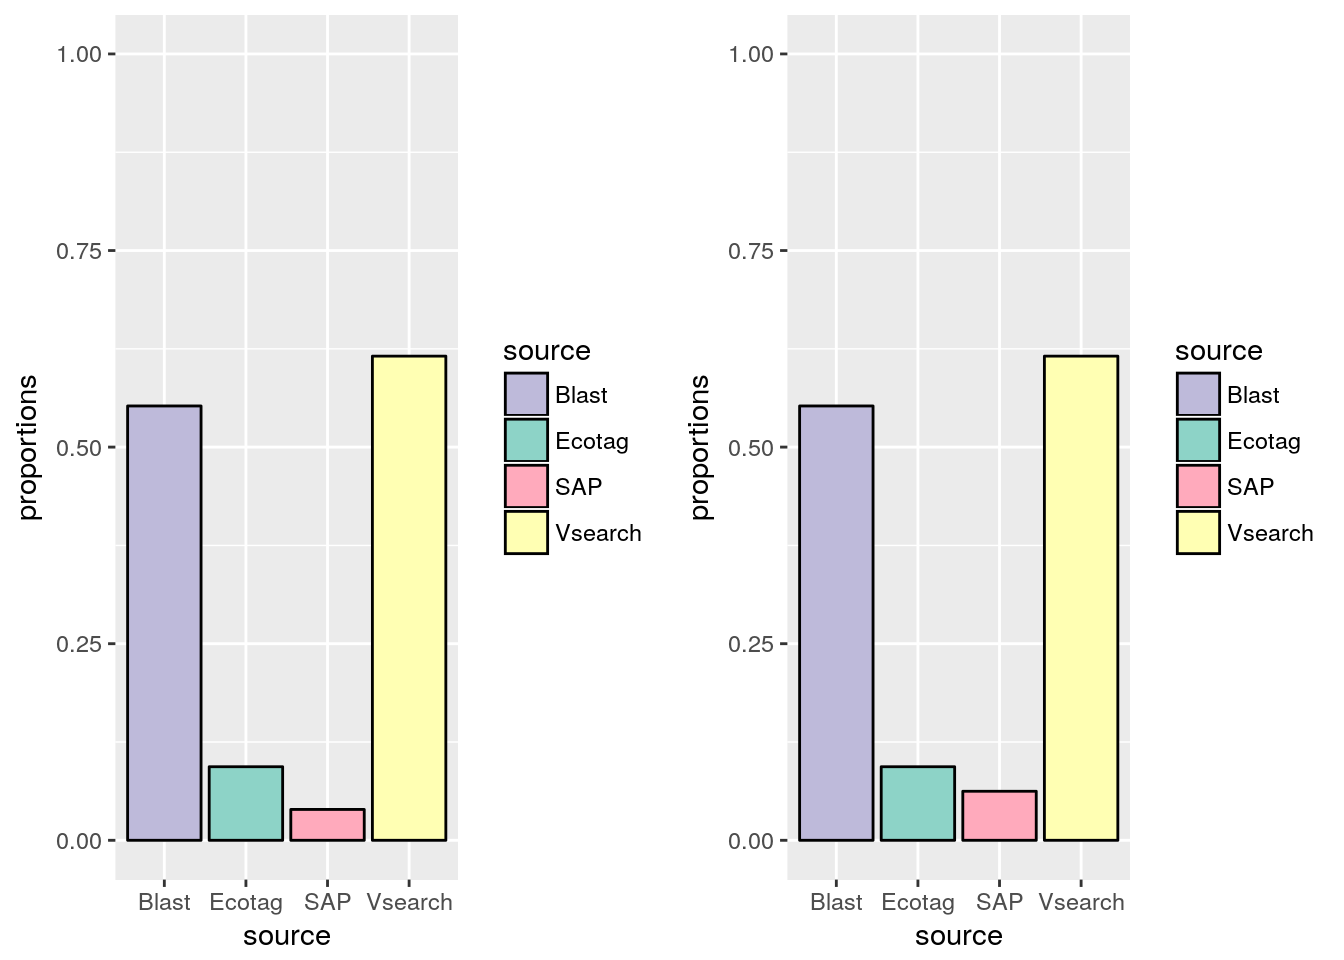 proportions
1.00
0.75
0.50
0.25
0.00
Blast Ecotag SAP Vsearch
source
source
Blast
Ecotag
SAP
Vsearch
proportions
1.00
0.75
0.50
0.25
0.00
Blast Ecotag SAP Vsearch
source
source
Blast
Ecotag
SAP
Vsearch